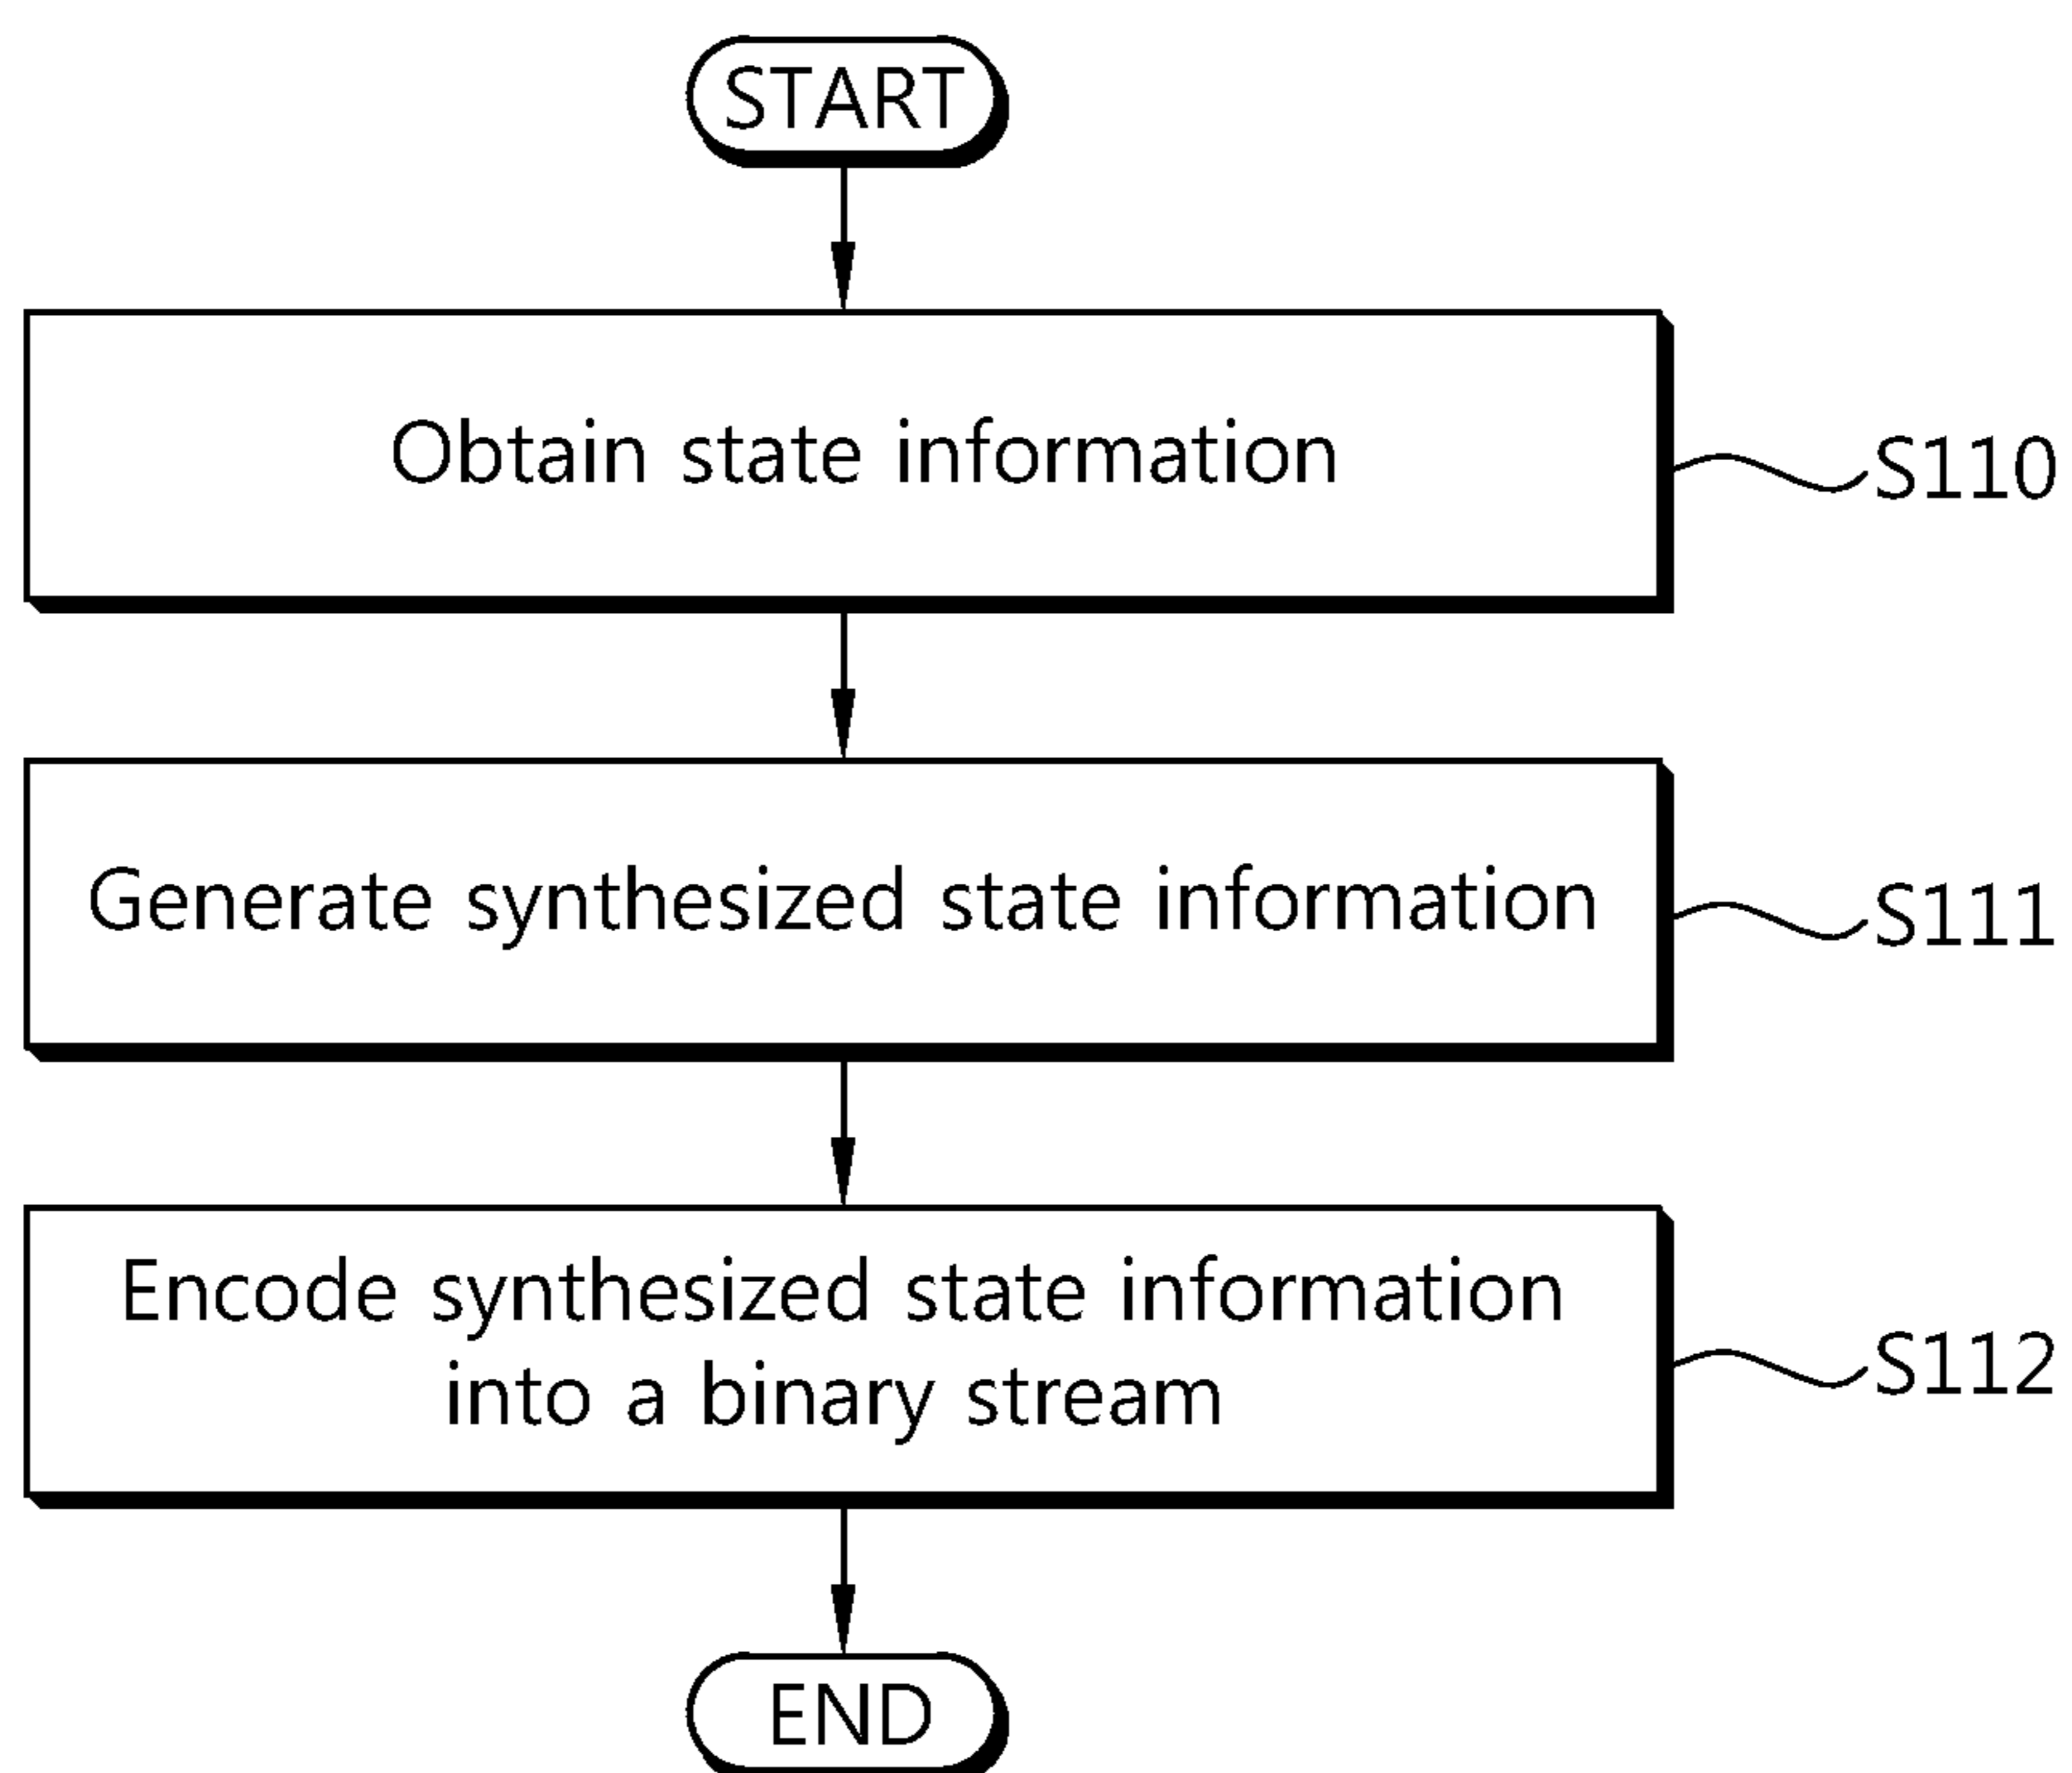 START
Obtain state information
S110
Generate synthesized state information
S111
Encode synthesized state information
into a binary stream
S112
END